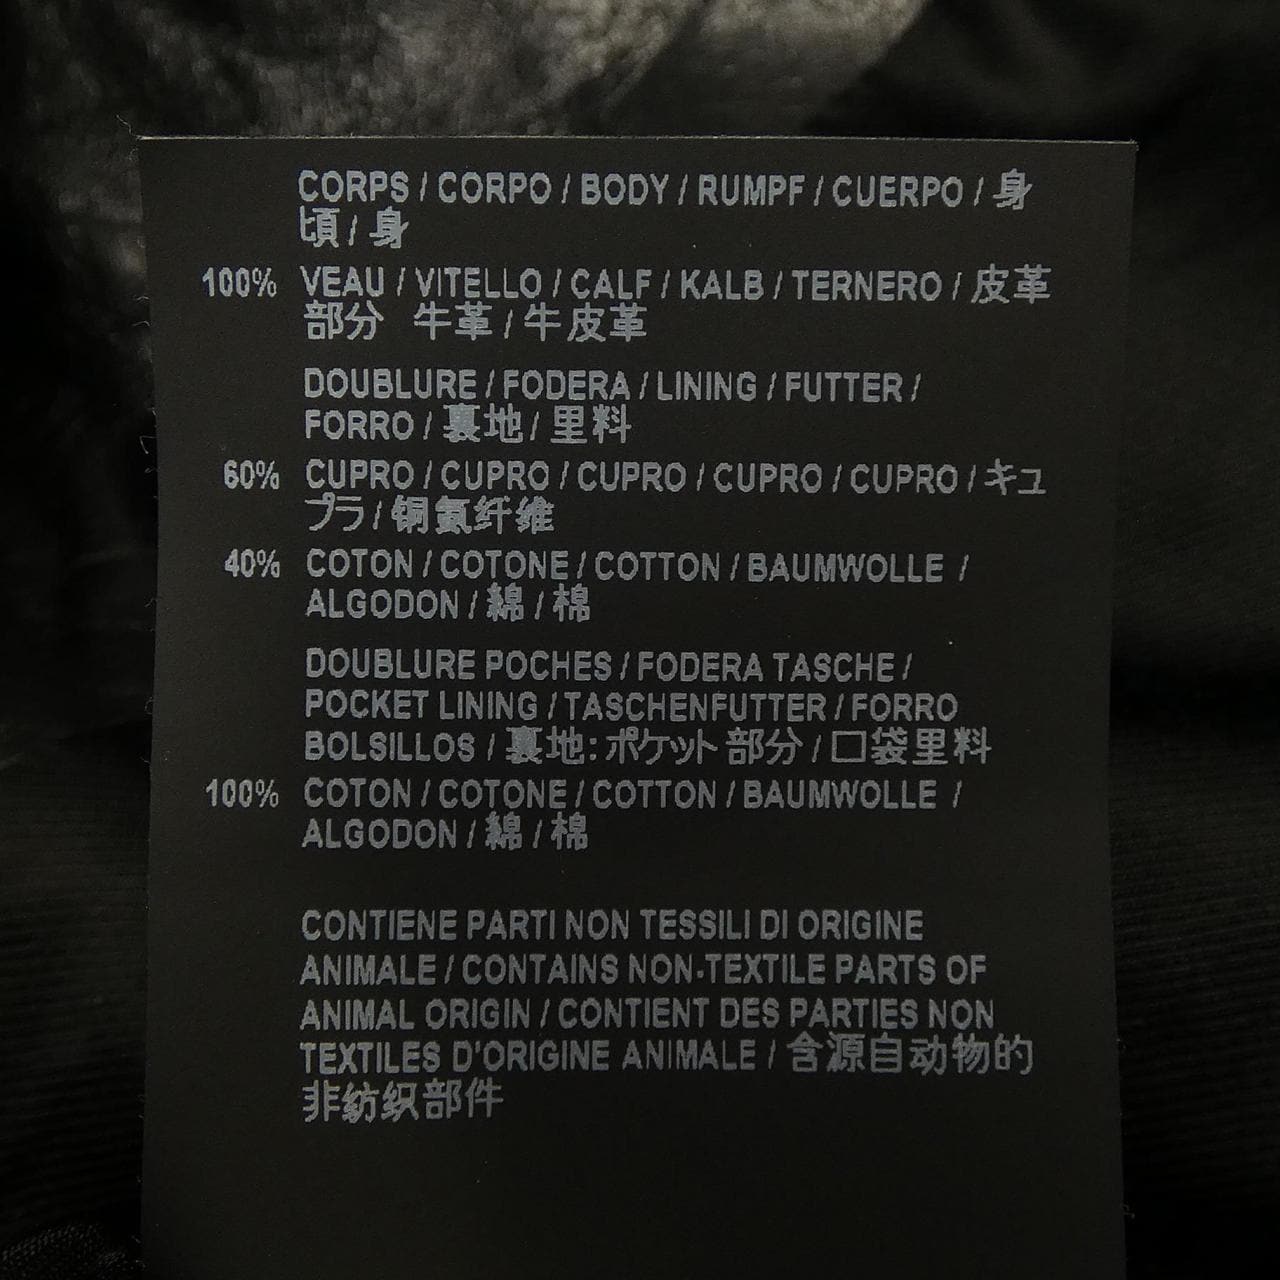 CORPS / CORPO / BODY / RUMPF / CUERPO / 身
頃 / 身
100% VEAU / VITELLO / CALF / KALB / TERNERO / 皮革
部分 牛革 / 牛皮革
DOUBLURE / FODERA / LINING / FUTTER /
FORRO / 裏地 / 里料
60% CUPRO / CUPRO / CUPRO / CUPRO / CUPRO / キュ
プラ / 铜氨纤维
40% COTON / COTONE / COTTON / BAUMWOLLE /
ALGODON / 綿 / 棉
DOUBLURE POCHES / FODERA TASCHE /
POCKET LINING / TASCHENFUTTER / FORRO
BOLSILLOS / 裏地:ポケット部分 / 口袋里料
100% COTON / COTONE / COTTON / BAUMWOLLE /
ALGODON / 綿 / 棉
CONTIENE PARTI NON TESSILI DI ORIGINE
ANIMALE / CONTAINS NON-TEXTILE PARTS OF
ANIMAL ORIGIN / CONTIENT DES PARTIES NON
TEXTILES D'ORIGINE ANIMALE / 含源自动物的
非纺织部件